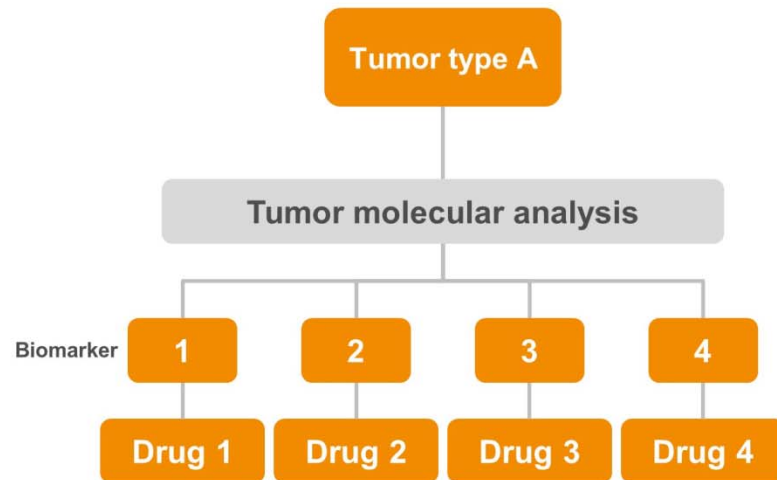 Tumor type A
Tumor molecular analysis
Biomarker 1 2 3 4
Drug 1 Drug 2 Drug 3 Drug 4